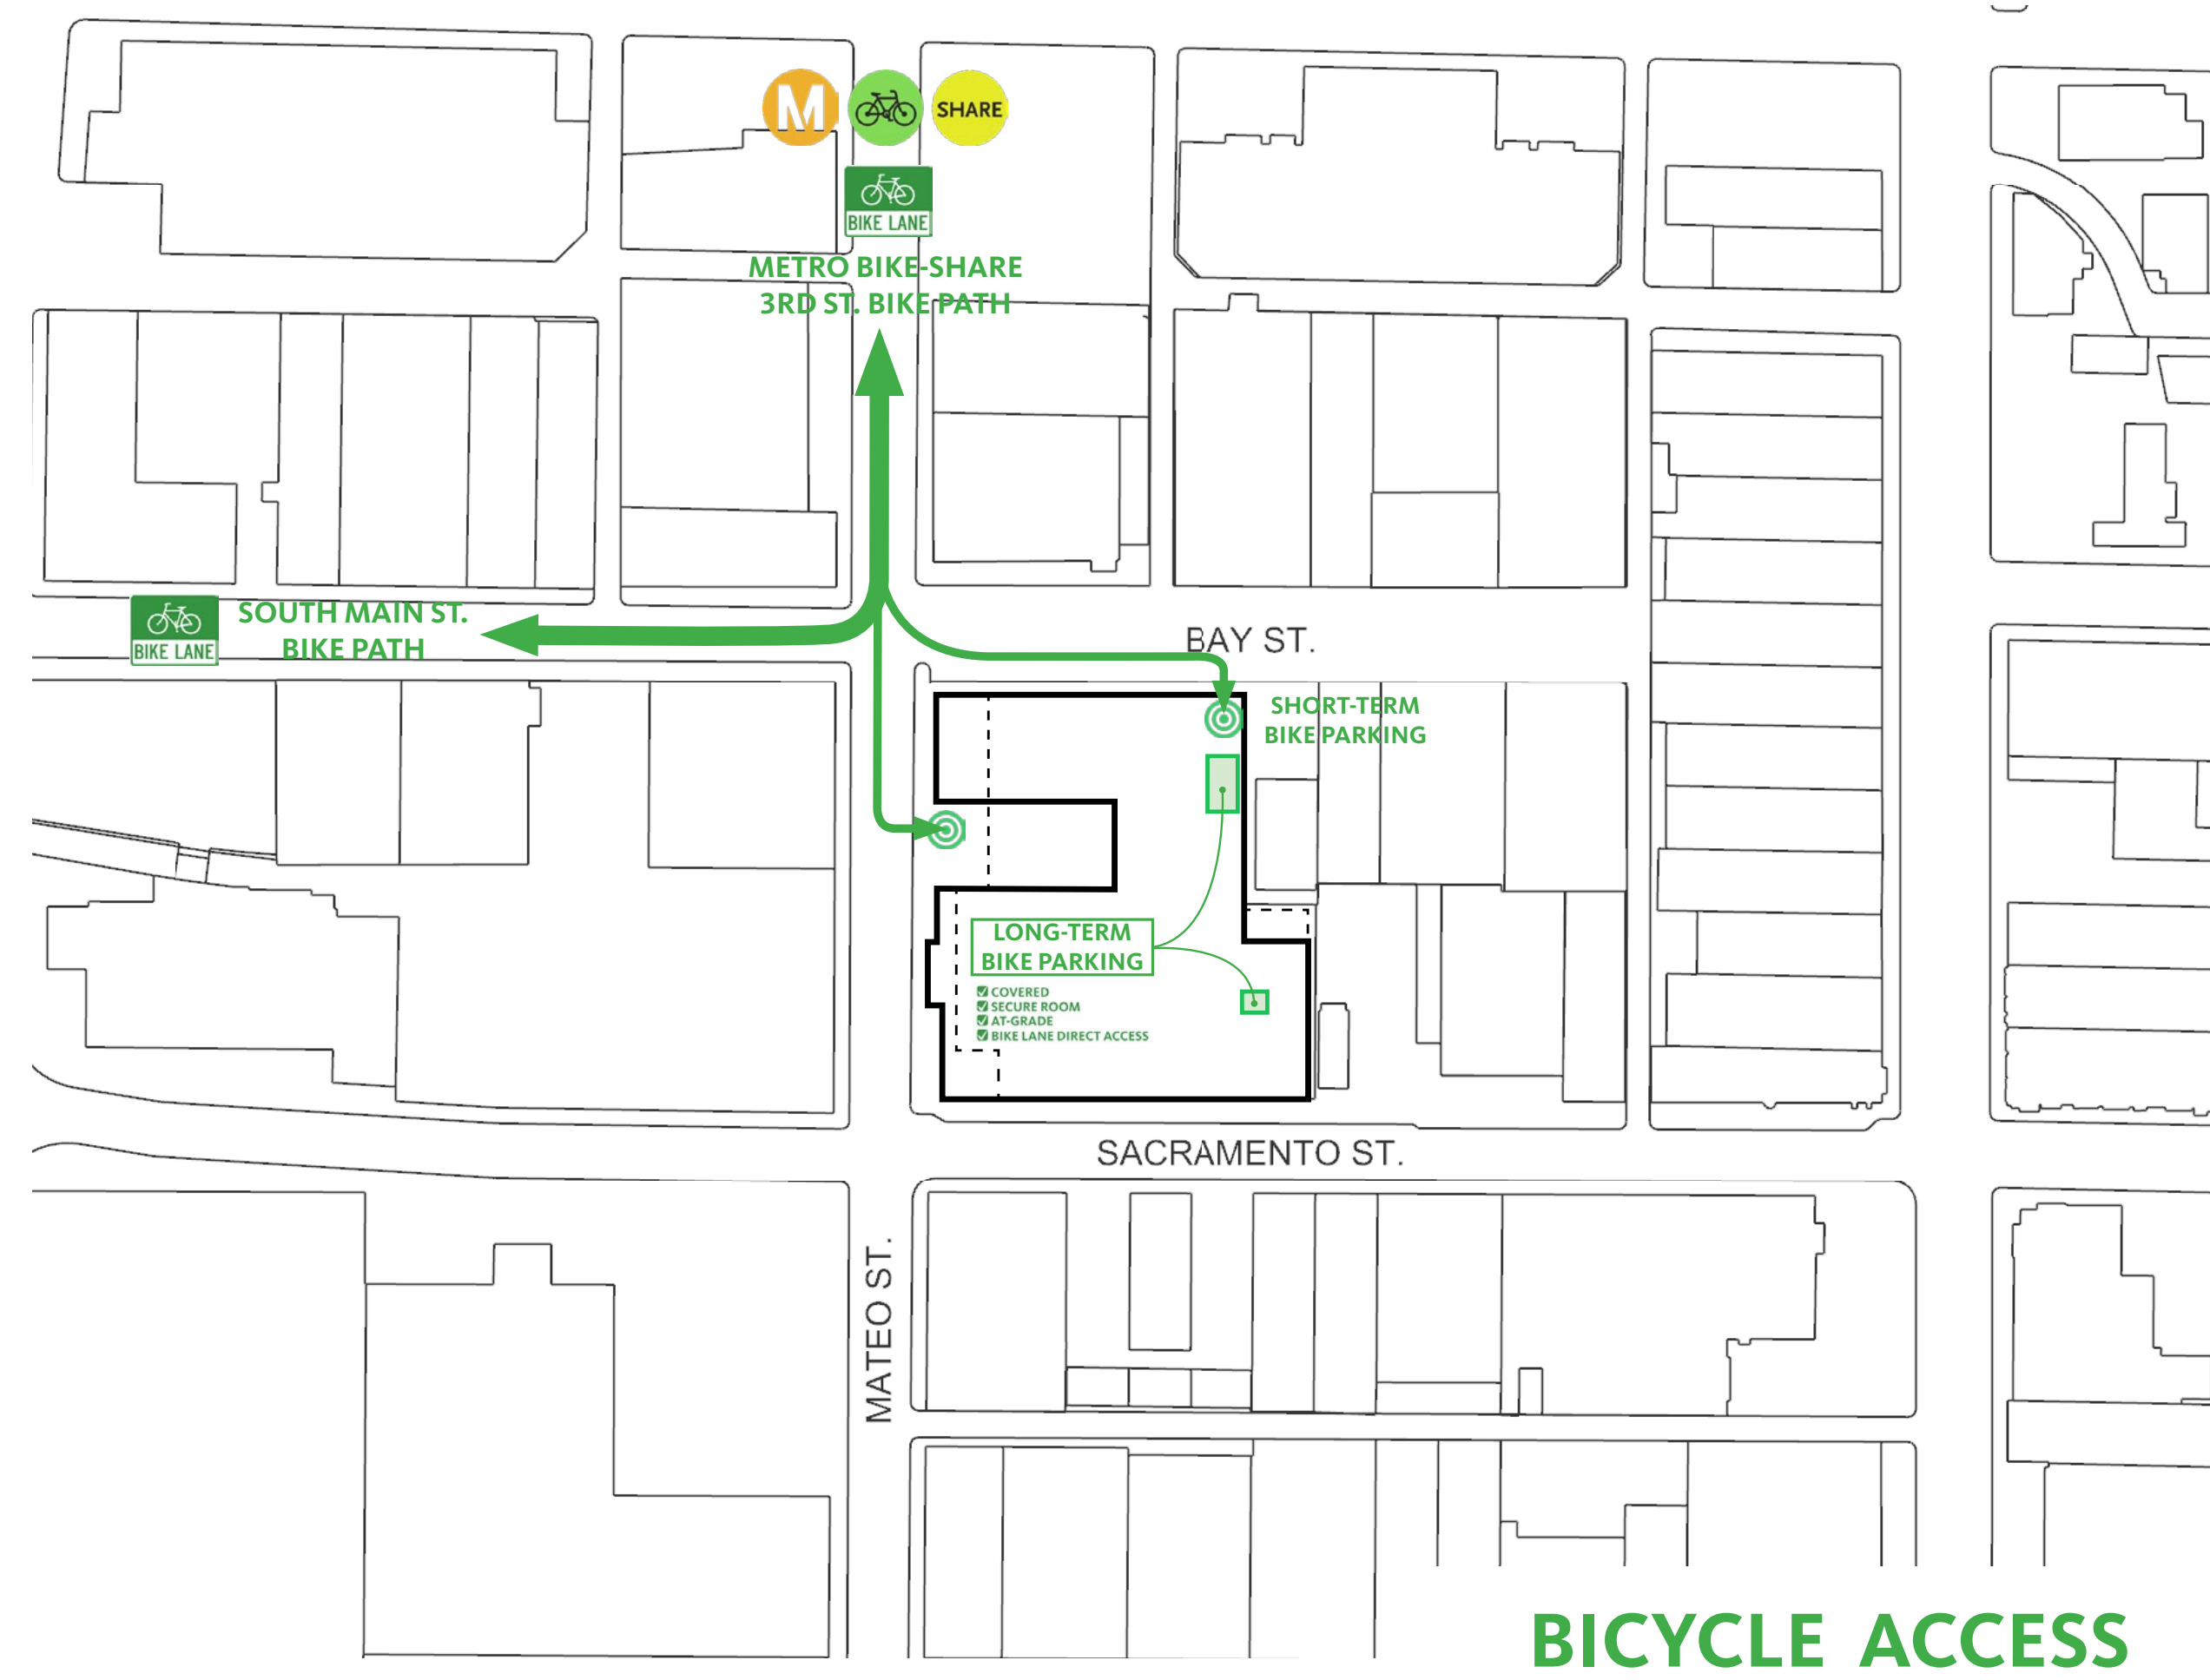 M
SHARE
BIKE LANE
METRO BIKE-SHARE
3RD ST. BIKE PATH
BIKE LANE
SOUTH MAIN ST.
BIKE PATH
BAY ST.
SHORT-TERM
BIKE PARKING
LONG-TERM
BIKE PARKING
COVERED
SECURE ROOM
AT-GRADE
BIKE LANE DIRECT ACCESS
SACRAMENTO ST.
MATEO ST.
BICYCLE ACCESS